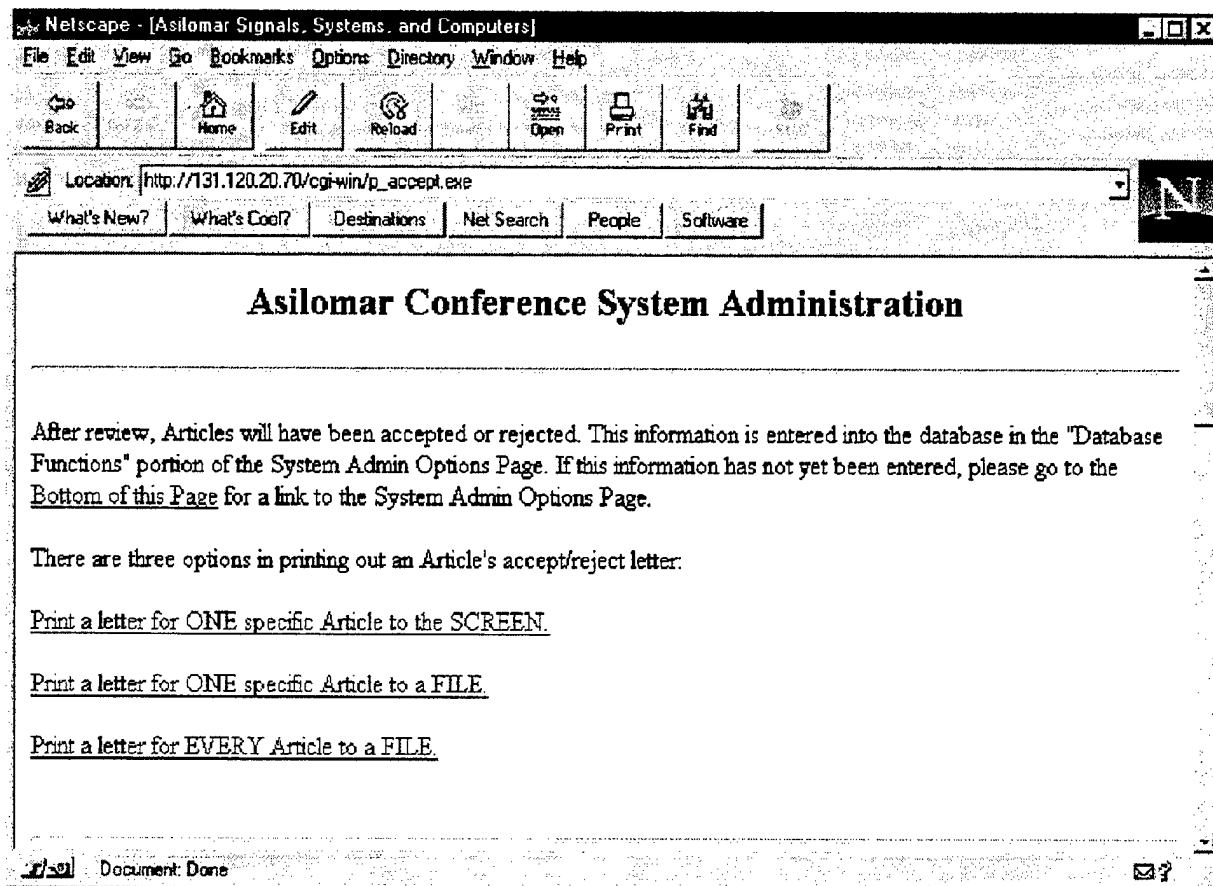 Netscape - [Asilomar Signals, Systems, and Computers]
File Edit View Go Bookmarks Options Directory Window Help
Back Home Edit Reload Open Print Find
Location: http://131.120.20.70/cgi-win/p_accept.exe
N
What's New? What's Cool? Destinations Net Search People Software
Asilomar Conference System Administration
After review, Articles will have been accepted or rejected. This information is entered into the database in the "Database
Functions" portion of the System Admin Options Page. If this information has not yet been entered, please go to the
Bottom of this Page for a link to the System Admin Options Page.
There are three options in printing out an Article's accept/reject letter:
Print a letter for ONE specific Article to the SCREEN.
Print a letter for ONE specific Article to a FILE.
Print a letter for EVERY Article to a FILE.
Document: Done